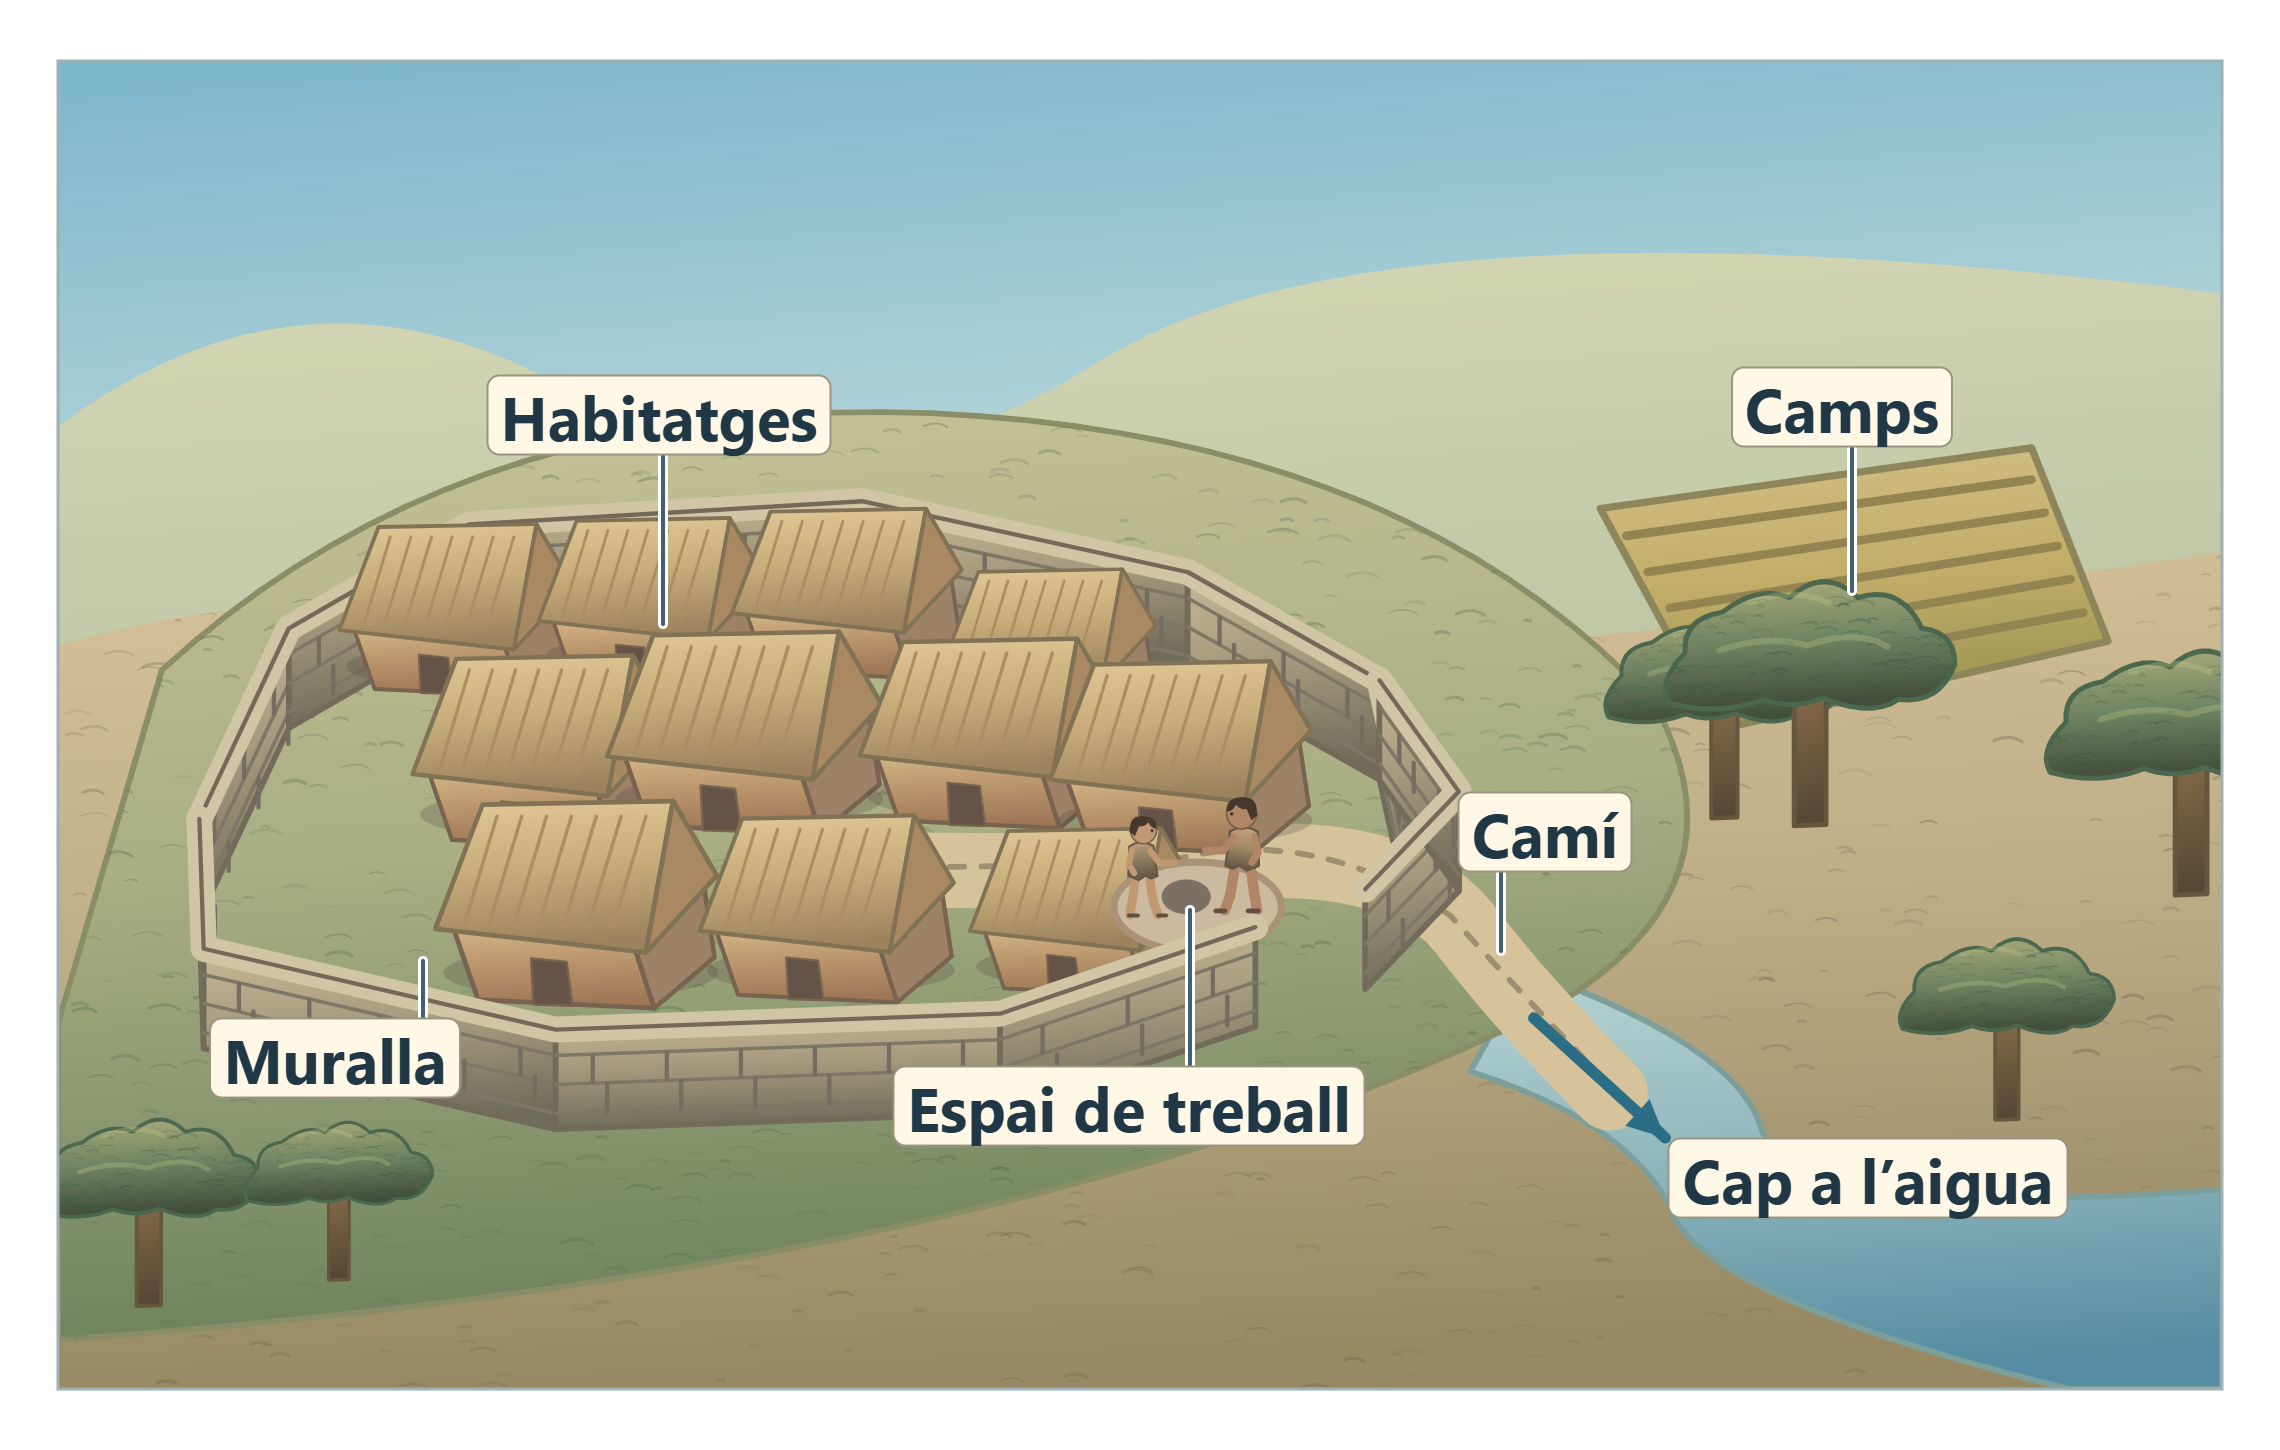 Habitatges
Camps
Camí
Muralla
Espai de treball
Cap a l’aigua